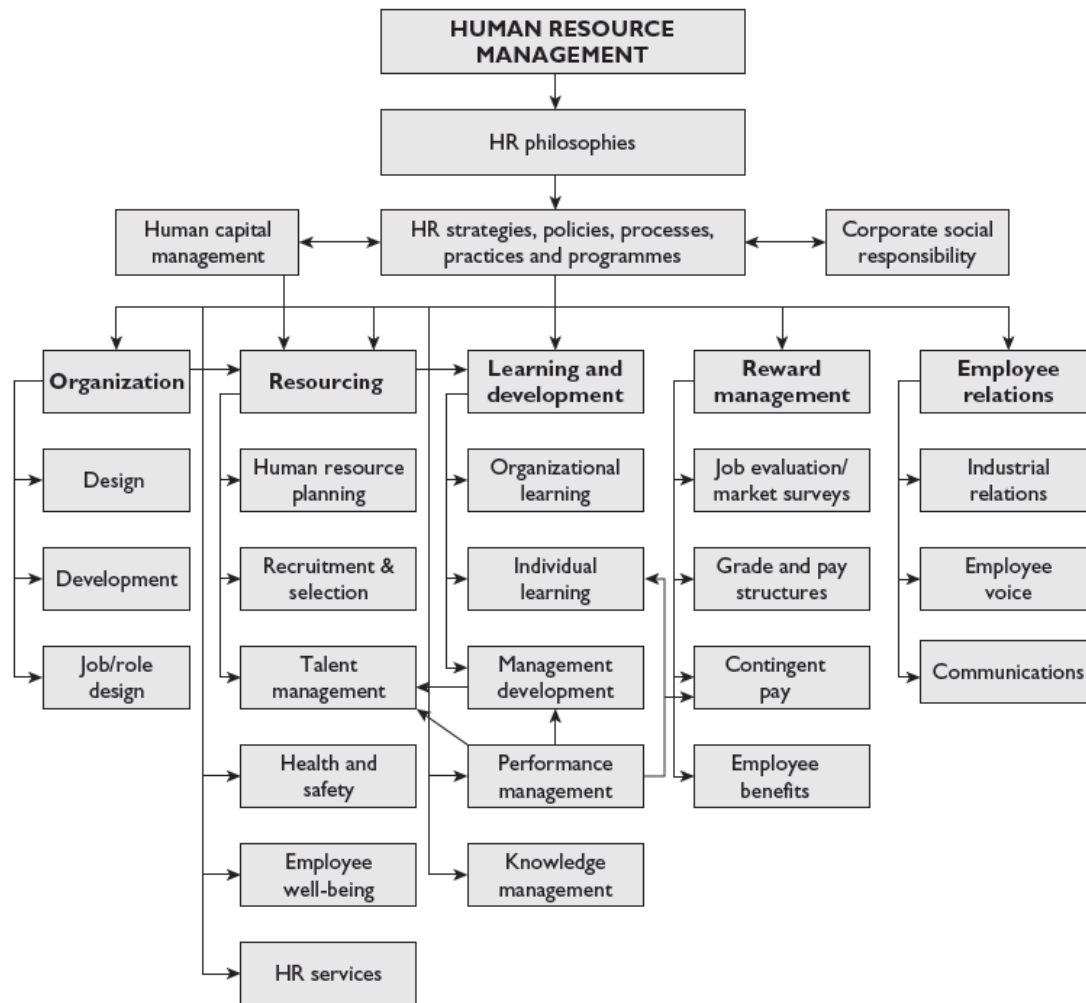 HUMAN RESOURCE
MANAGEMENT
HR philosophies
Human capital
management
HR strategies, policies, processes,
practices and programmes
Corporate social
responsibility
Organization
Resourcing
Learning and
development
Reward
management
Employee
relations
Design
Human resource
planning
Organizational
learning
Job evaluation/
market surveys
Industrial
relations
Development
Recruitment &
selection
Individual
learning
Grade and pay
structures
Employee
voice
Job/role
design
Talent
management
Management
development
Contingent
pay
Communications
Health and
safety
Performance
management
Employee
benefits
Employee
well-being
Knowledge
management
HR services